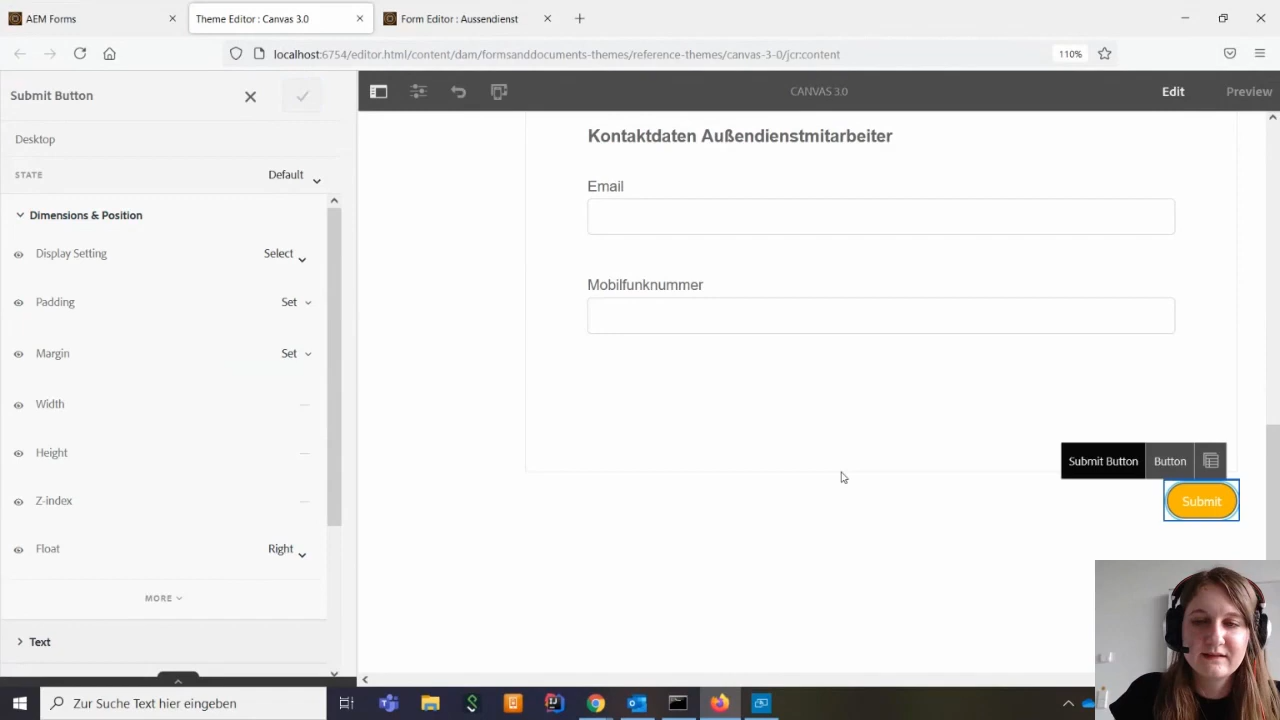 AEM Forms
Theme Editor : Canvas 3.0
Form Editor : Aussendienst
localhost:6754/editor.html/content/dam/formsanddocuments-themes/reference-themes/canvas-3-0/jcr:content
110%
Submit Button
CANVAS 3.0
Edit
Preview
Desktop
STATE
Default
Dimensions & Position
Display Setting
Select
Padding
Set
Margin
Set
Width
Height
Z-index
Float
Right
MORE
Text
Kontaktdaten Außendienstmitarbeiter
Email
Mobilfunknummer
Submit Button
Button
Submit
Zur Suche Text hier eingeben